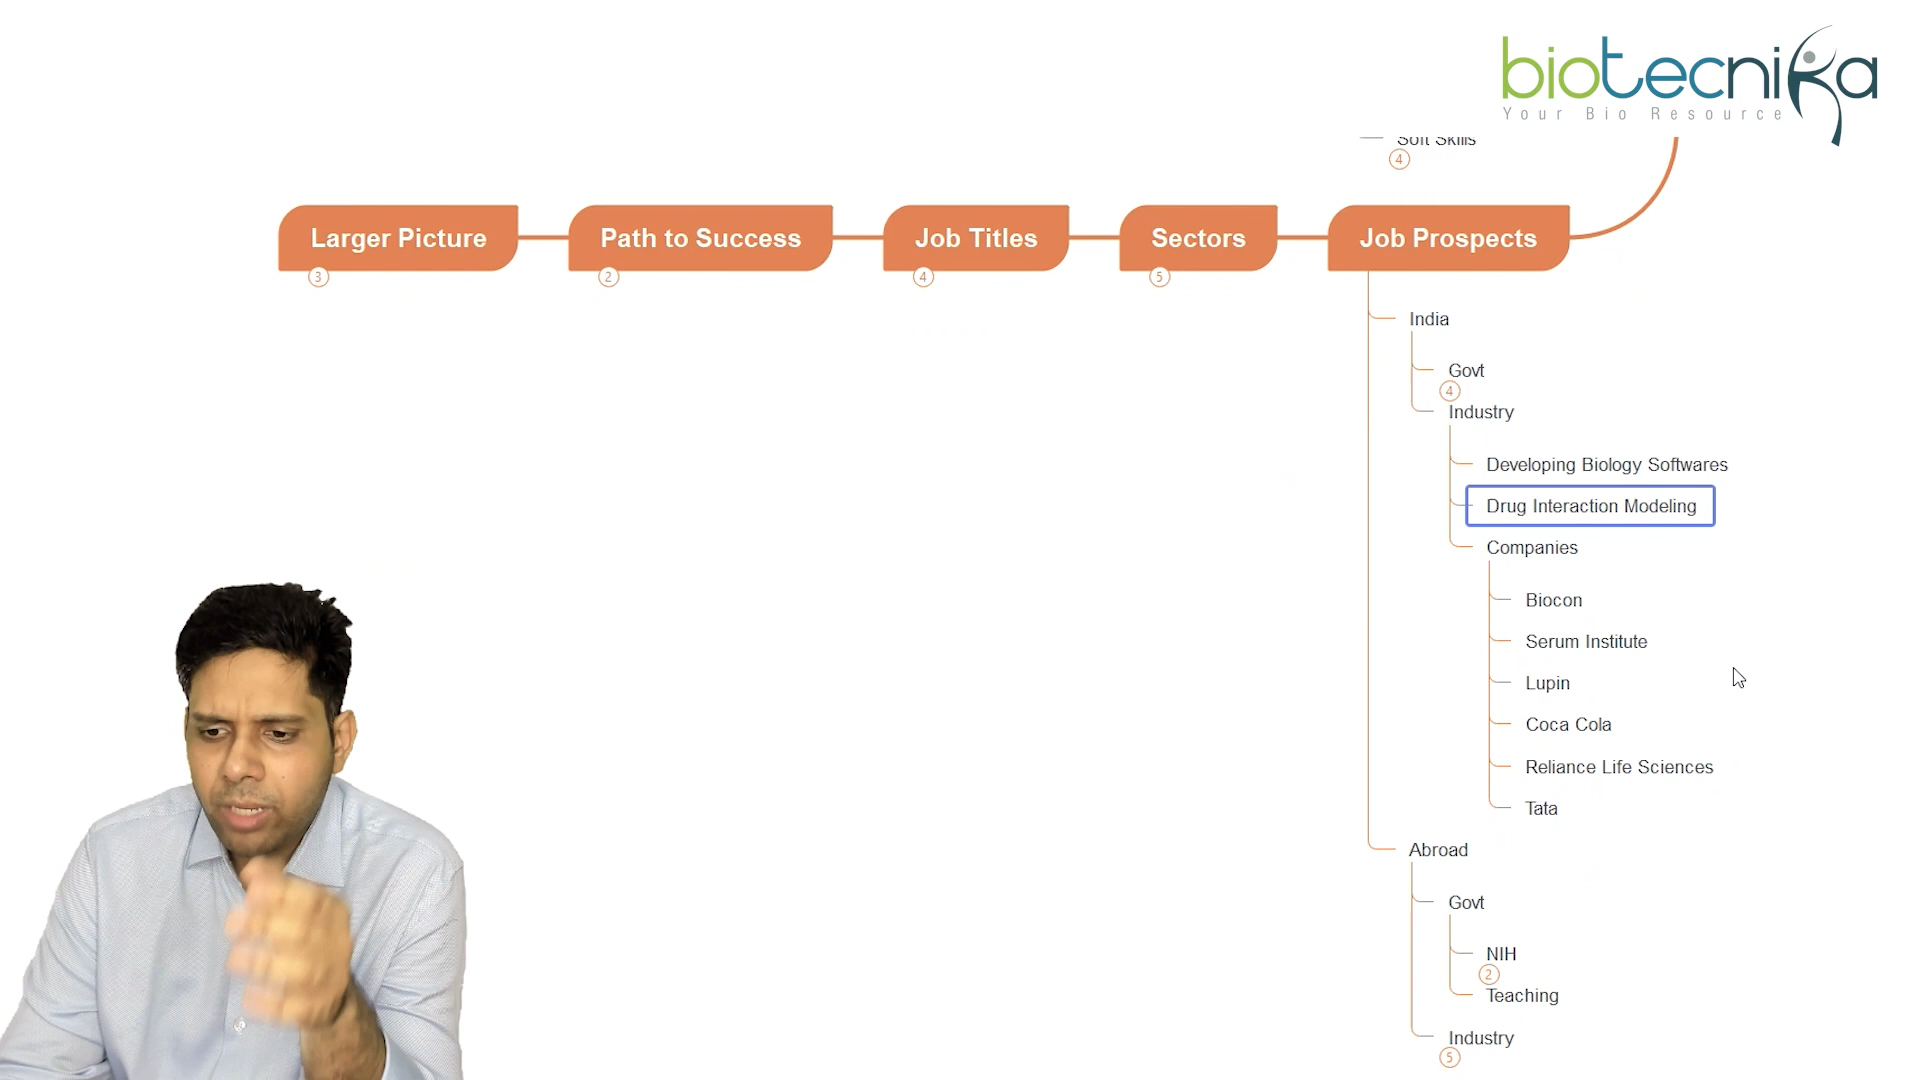 biotecnika
Your Bio Resource
Soft Skills
4
Larger Picture
Path to Success
Job Titles
Sectors
Job Prospects
3
2
4
5
India
Govt
4
Industry
Developing Biology Softwares
Drug Interaction Modeling
Companies
Biocon
Serum Institute
Lupin
Coca Cola
Reliance Life Sciences
Tata
Abroad
Govt
NIH
2
Teaching
Industry
5